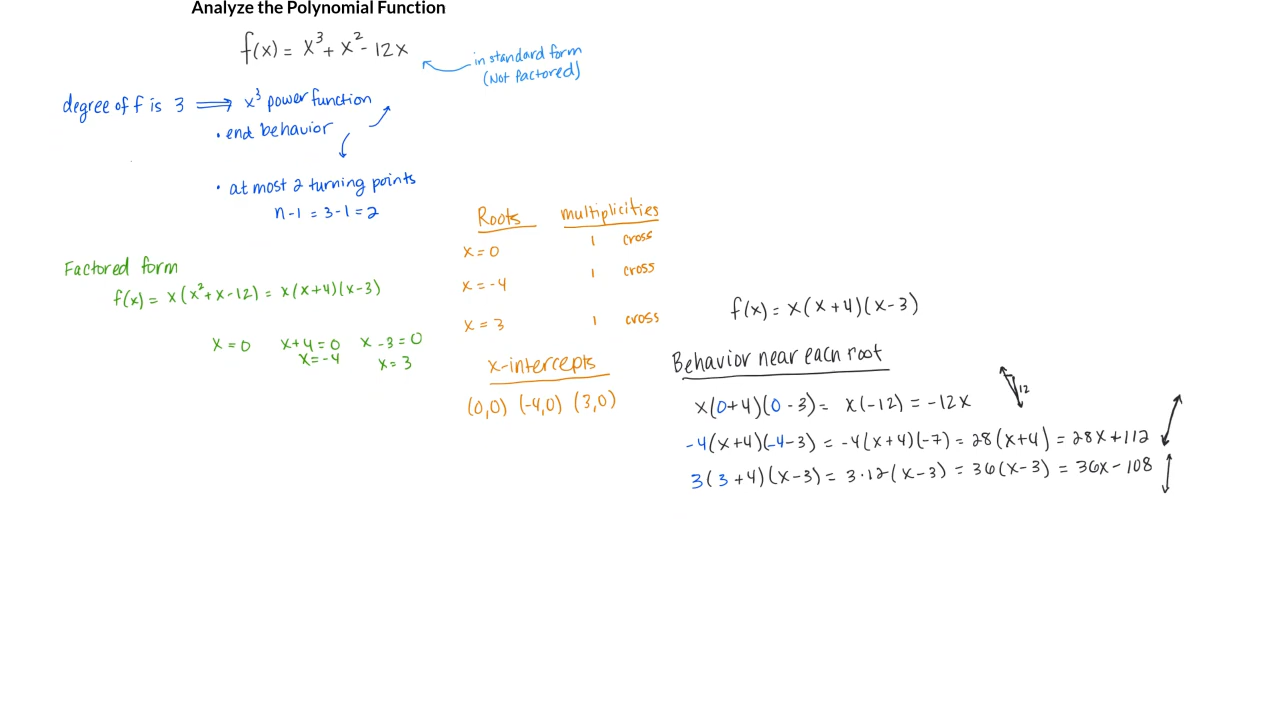 Analyze the Polynomial Function
f(x) = x³ + x² - 12x
in standard form
(Not factored)
degree of f is 3 ⟹ x³ power function
• end behavior
• at most 2 turning points
n-1 = 3-1 = 2
Factored form
f(x) = x(x²+x-12) = x(x+4)(x-3)
x = 0 x+4 = 0 x-3 = 0
x = -4 x = 3
Roots multiplicities
x = 0 1 cross
x = -4 1 cross
x = 3 1 cross
x-intercepts
(0,0) (-4,0) (3,0)
f(x) = x(x+4)(x-3)
Behavior near each root
x(0+4)(0-3) = x(-12) = -12x
12
-4(x+4)(-4-3) = -4(x+4)(-7) = 28(x+4) = 28x+112
3(3+4)(x-3) = 3·12(x-3) = 36(x-3) = 36x-108